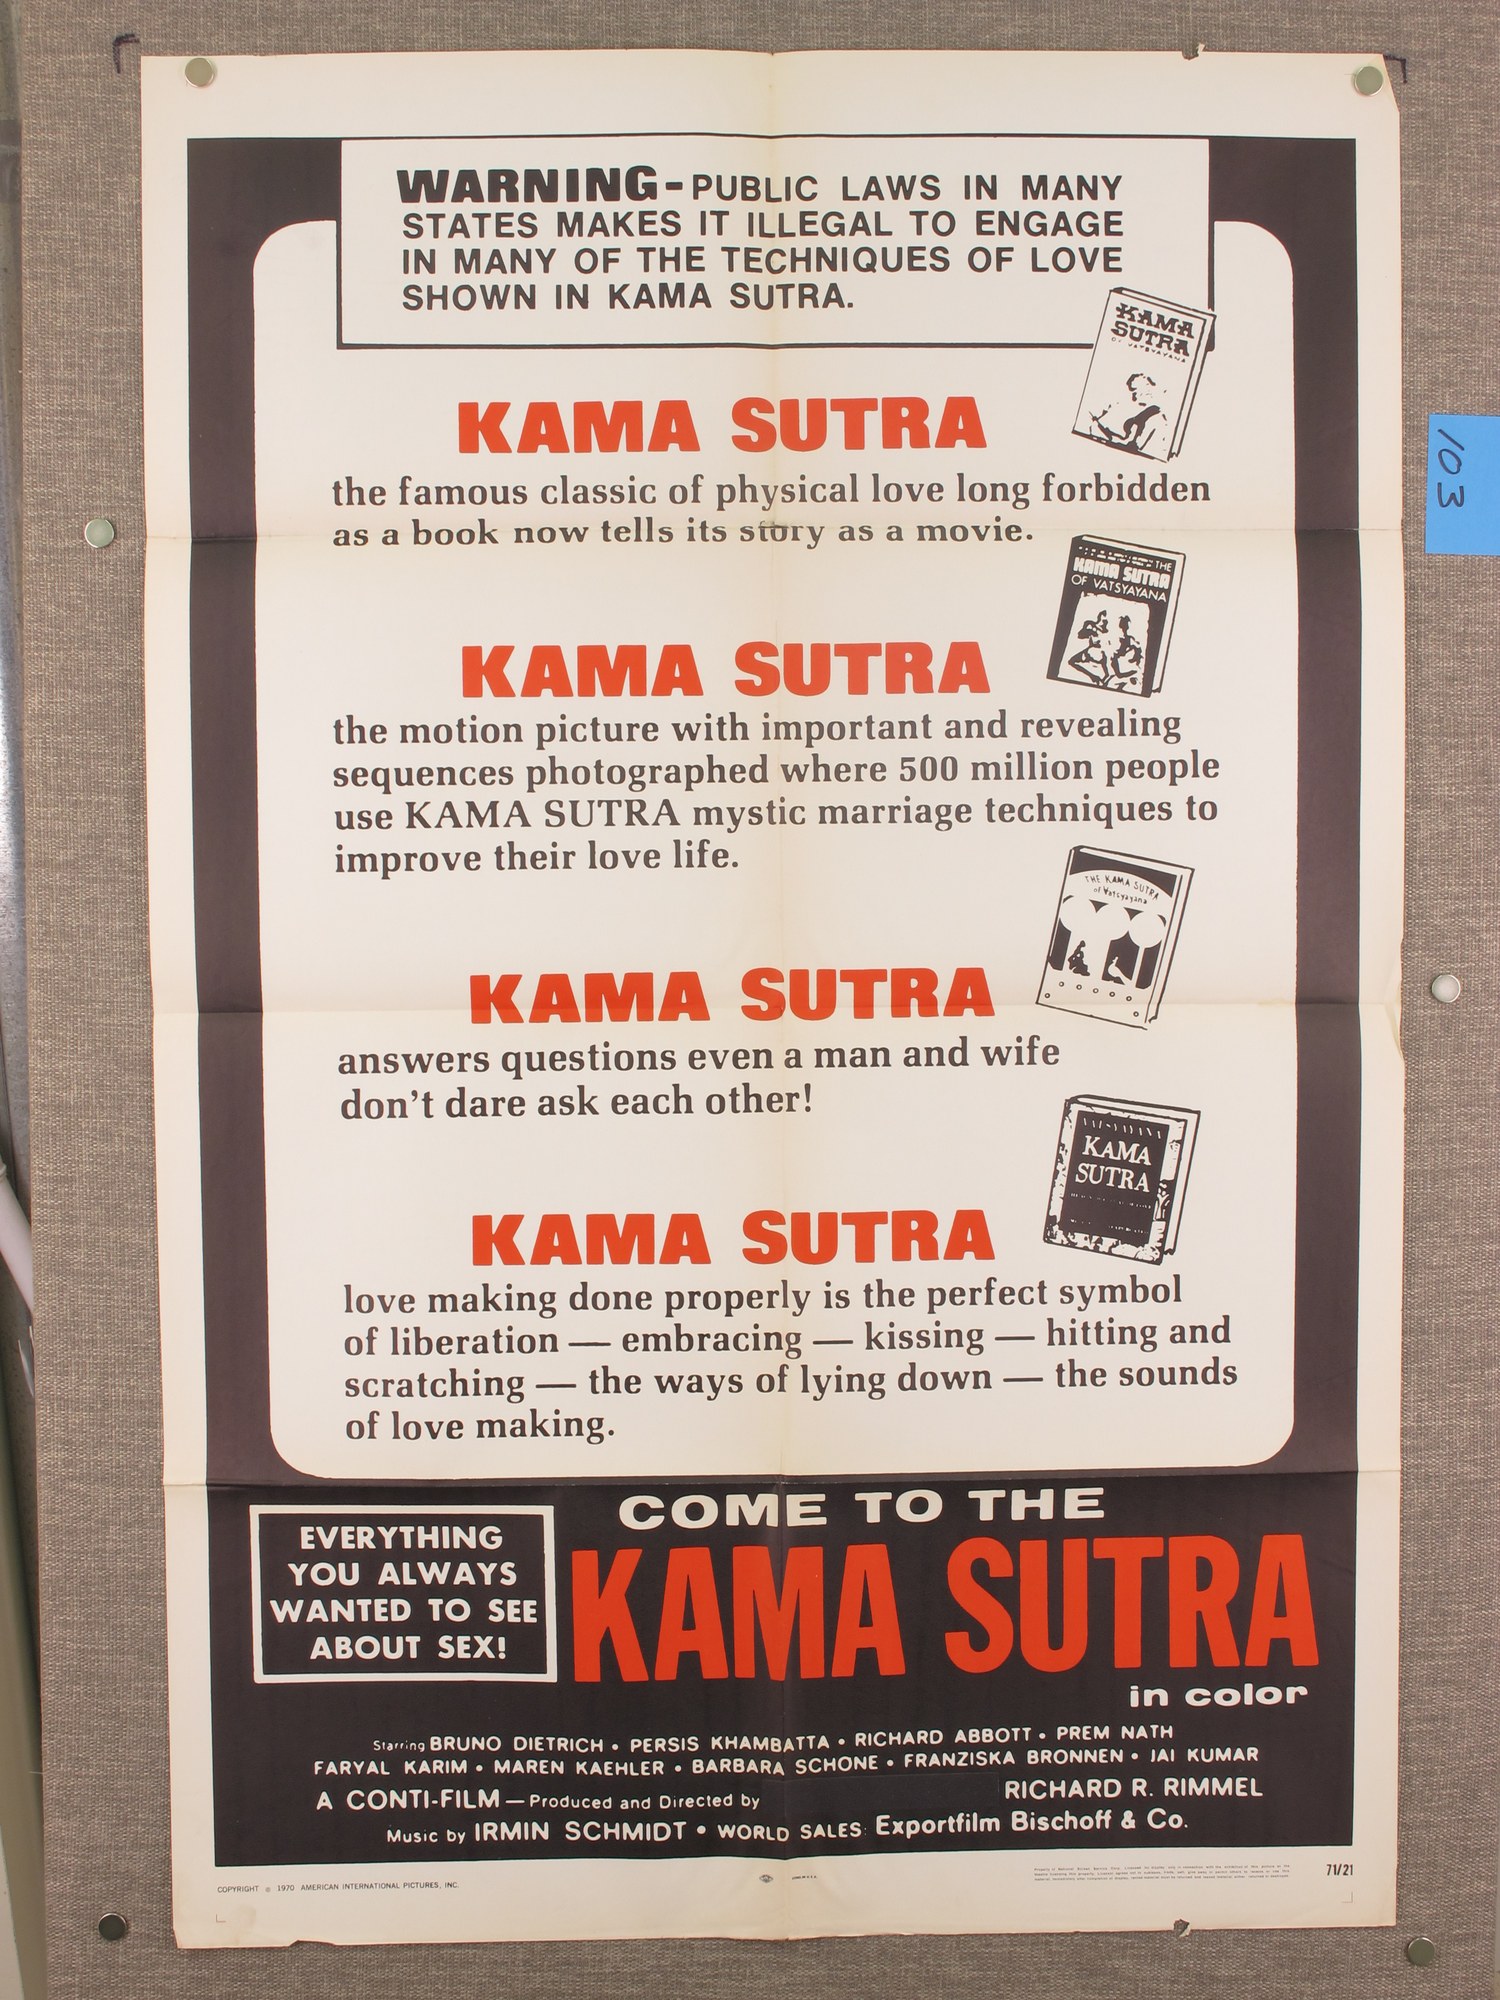 WARNING-PUBLIC LAWS IN MANY
STATES MAKES IT ILLEGAL TO ENGAGE
IN MANY OF THE TECHNIQUES OF LOVE
SHOWN IN KAMA SUTRA.
KAMA
SUTRA
KAMA SUTRA
the famous classic of physical love long forbidden
as a book now tells its story as a movie.
THE
KAMA SUTRA
OF VATSYAYANA
KAMA SUTRA
the motion picture with important and revealing
sequences photographed where 500 million people
use KAMA SUTRA mystic marriage techniques to
improve their love life.
THE KAMA SUTRA
of Vatsyayana
KAMA SUTRA
answers questions even a man and wife
don't dare ask each other!
VATSYAYANA
KAMA
SUTRA
KAMA SUTRA
love making done properly is the perfect symbol
of liberation — embracing — kissing — hitting and
scratching — the ways of lying down — the sounds
of love making.
EVERYTHING
YOU ALWAYS
WANTED TO SEE
ABOUT SEX!
COME TO THE
KAMA SUTRA
in color
Starring BRUNO DIETRICH • PERSIS KHAMBATTA • RICHARD ABBOTT • PREM NATH
FARYAL KARIM • MAREN KAEHLER • BARBARA SCHONE • FRANZISKA BRONNEN • JAI KUMAR
A CONTI-FILM — Produced and Directed by RICHARD R. RIMMEL
Music by IRMIN SCHMIDT • WORLD SALES: Exportfilm Bischoff & Co.
COPYRIGHT © 1970 AMERICAN INTERNATIONAL PICTURES, INC.
71/21
103